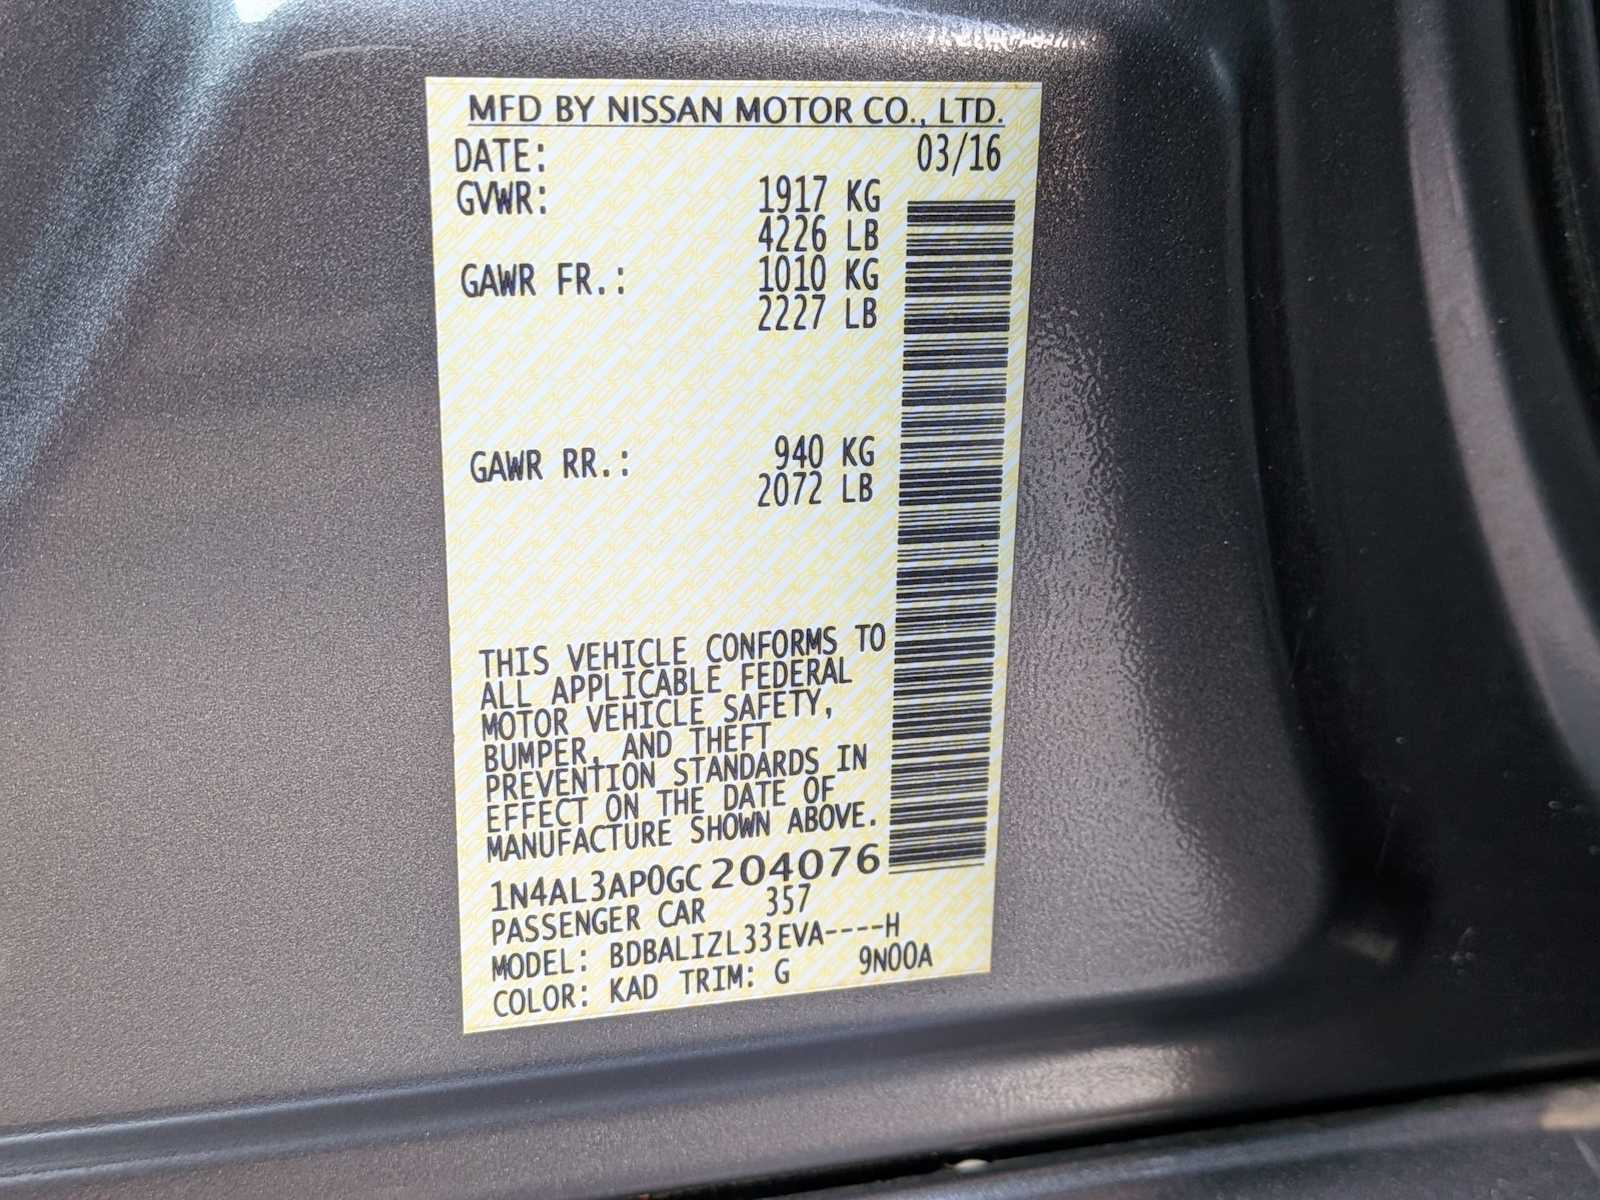 MFD BY NISSAN MOTOR CO., LTD.
DATE: 03/16
GVWR: 1917 KG
4226 LB
GAWR FR.: 1010 KG
2227 LB
GAWR RR.: 940 KG
2072 LB
THIS VEHICLE CONFORMS TO
ALL APPLICABLE FEDERAL
MOTOR VEHICLE SAFETY,
BUMPER, AND THEFT
PREVENTION STANDARDS IN
EFFECT ON THE DATE OF
MANUFACTURE SHOWN ABOVE.
1N4AL3AP0GC204076
PASSENGER CAR 357
MODEL: BDBALIZL33EVA----H
COLOR: KAD TRIM: G 9N00A